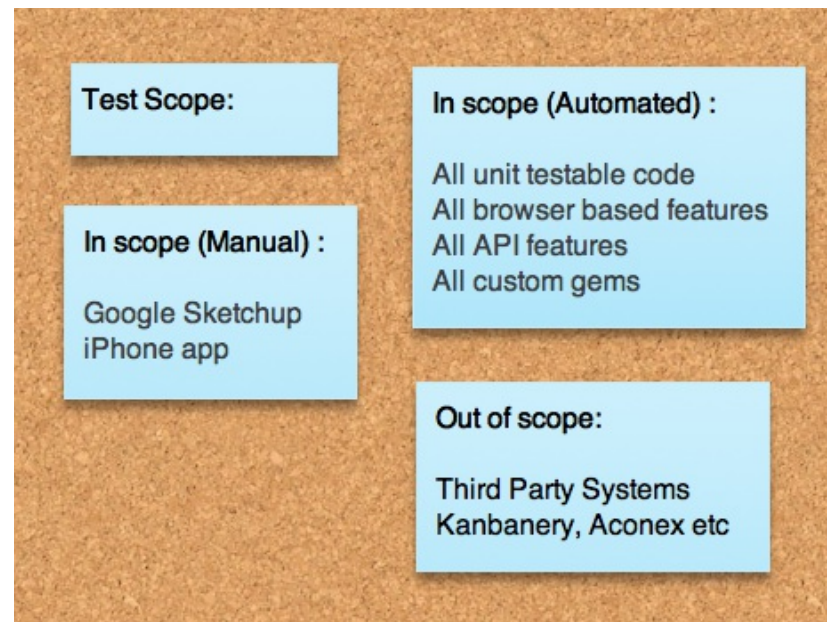 Test Scope:
In scope (Manual) :
Google Sketchup
iPhone app
In scope (Automated) :
All unit testable code
All browser based features
All API features
All custom gems
Out of scope:
Third Party Systems
Kanbanery, Aconex etc